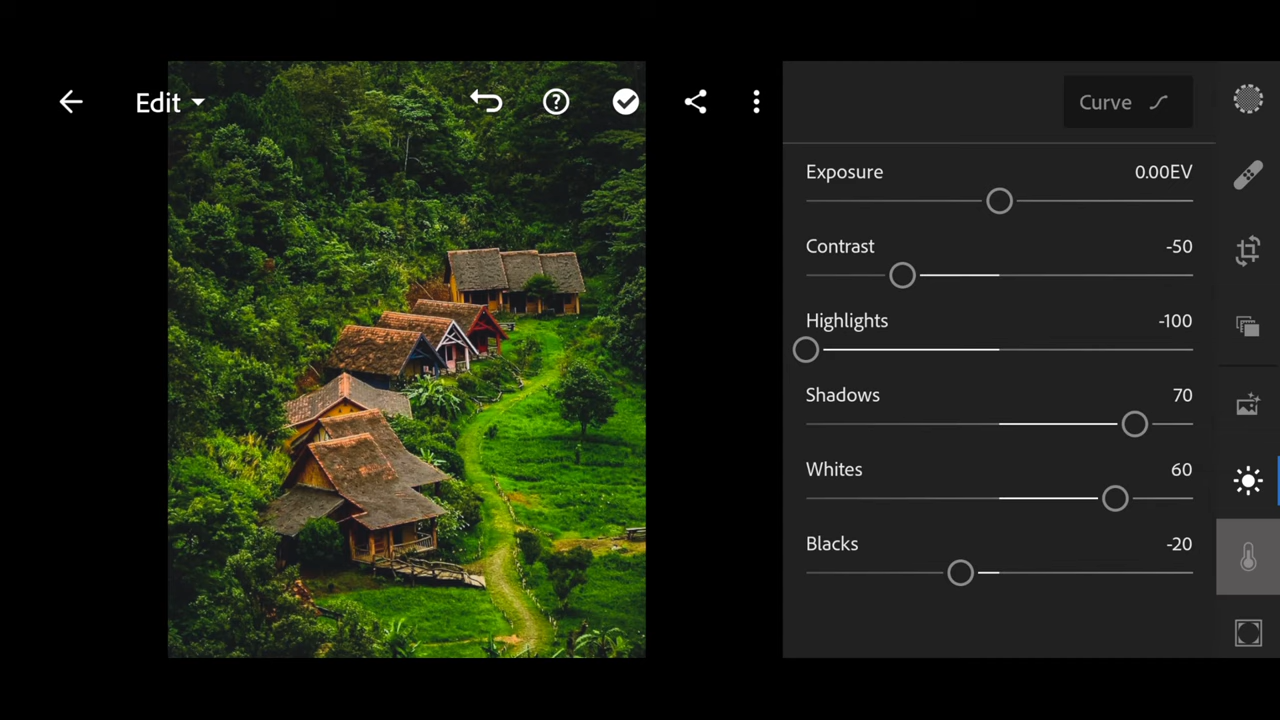 Edit
Curve
Exposure 0.00EV
Contrast -50
Highlights -100
Shadows 70
Whites 60
Blacks -20